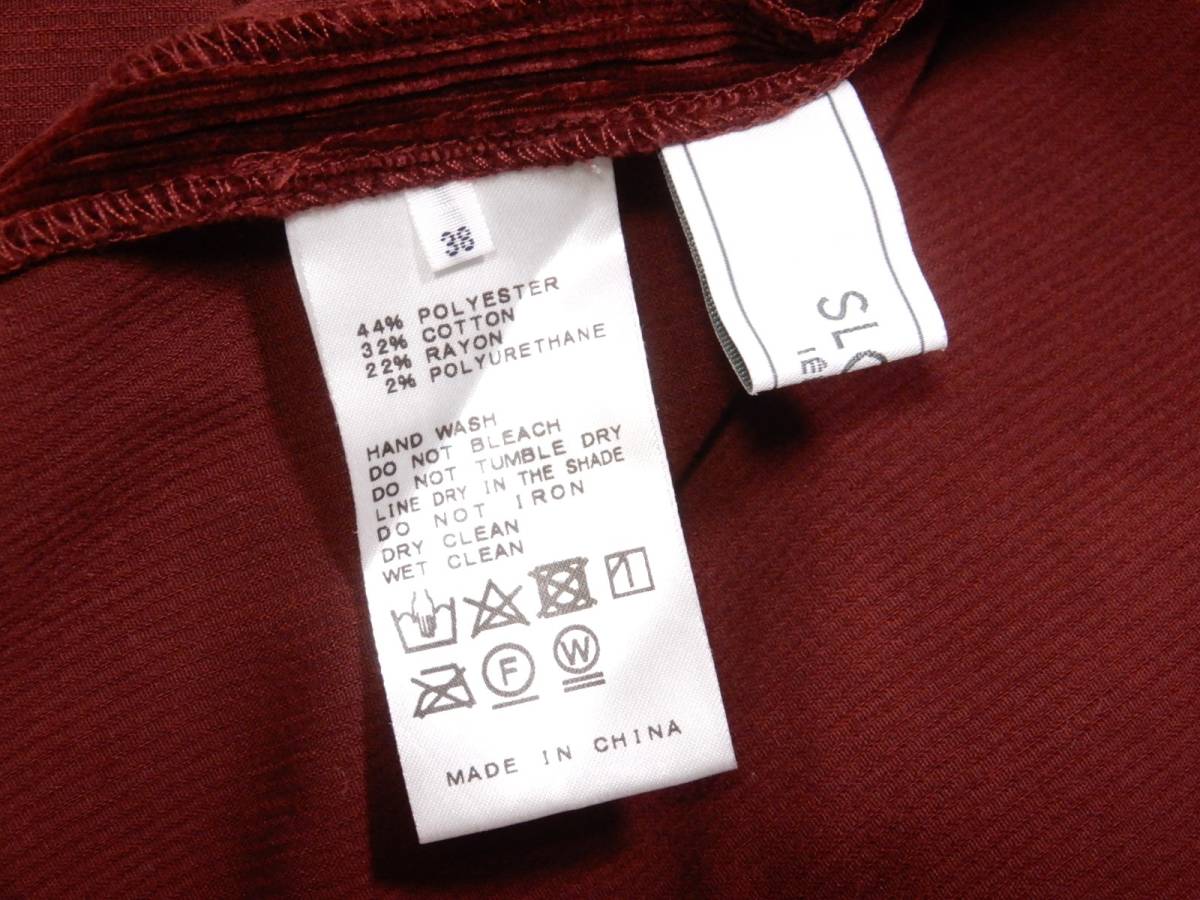 38
44% POLYESTER
32% COTTON
22% RAYON
2% POLYURETHANE
HAND WASH
DO NOT BLEACH
DO NOT TUMBLE DRY
LINE DRY IN THE SHADE
DO NOT IRON
DRY CLEAN
WET CLEAN
F W
MADE IN CHINA
SLO